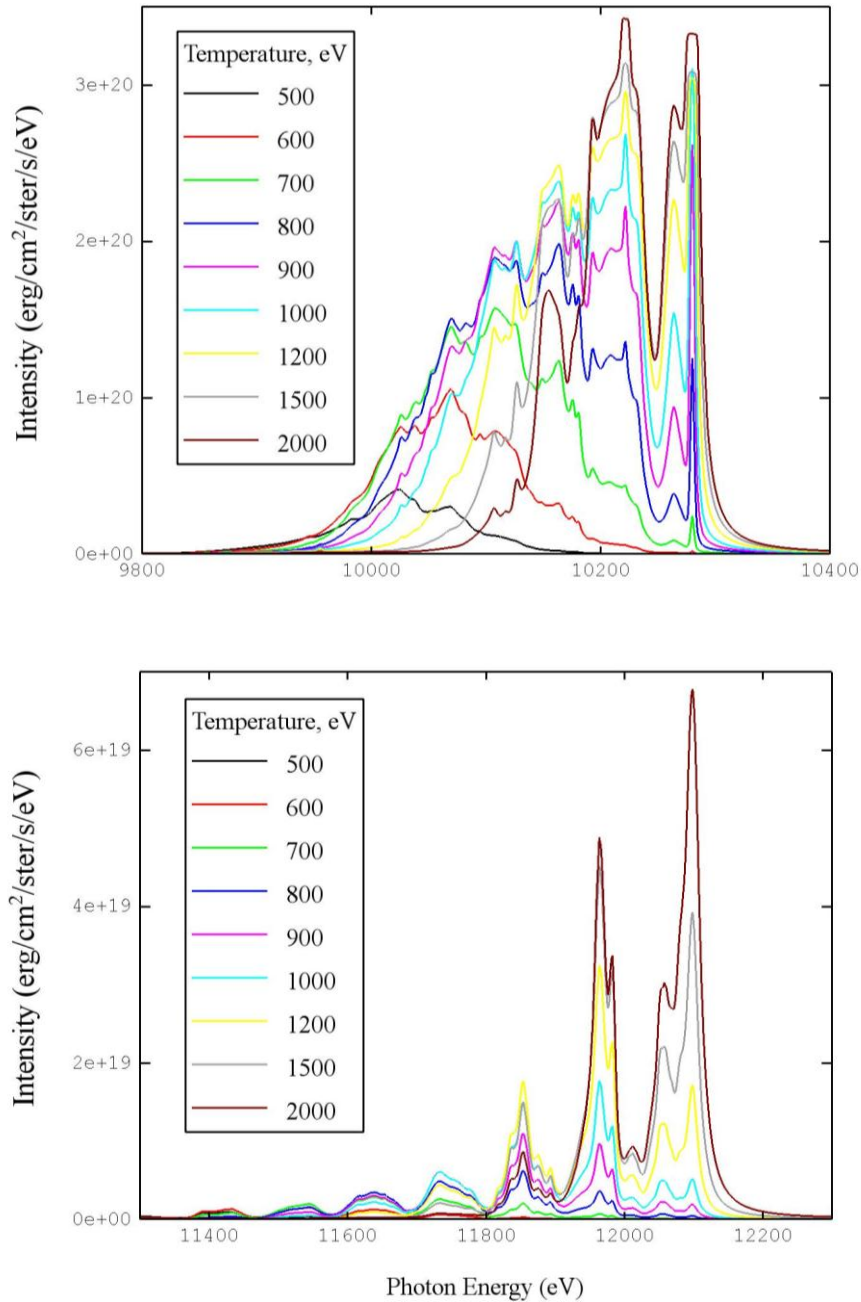 Intensity (erg/cm²/ster/s/eV)
3e+20
2e+20
1e+20
0e+00
Temperature, eV
500
600
700
800
900
1000
1200
1500
2000
9800 10000 10200 10400
Intensity (erg/cm²/ster/s/eV)
6e+19
4e+19
2e+19
0e+00
Temperature, eV
500
600
700
800
900
1000
1200
1500
2000
11400 11600 11800 12000 12200
Photon Energy (eV)